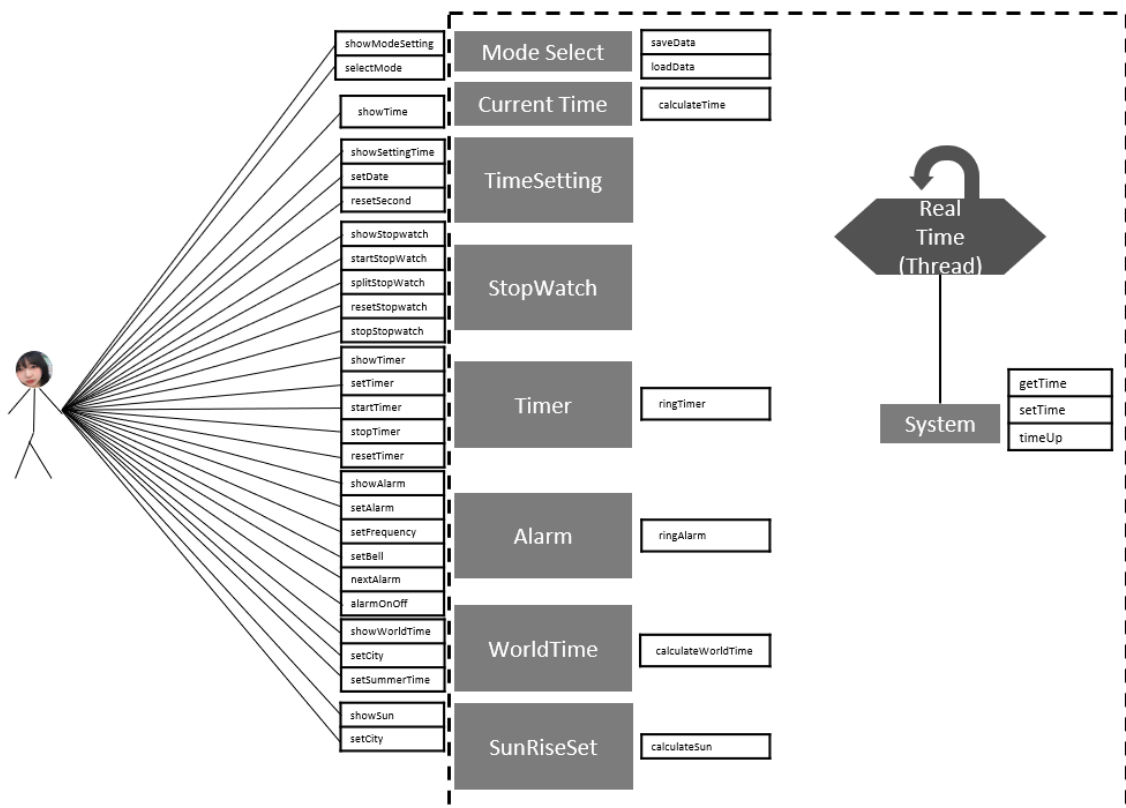 showModeSetting
selectMode
Mode Select
saveData
loadData
showTime
Current Time
calculateTime
showSettingTime
setDate
resetSecond
TimeSetting
showStopwatch
startStopWatch
splitStopWatch
resetStopwatch
stopStopwatch
StopWatch
showTimer
setTimer
startTimer
stopTimer
resetTimer
Timer
ringTimer
showAlarm
setAlarm
setFrequency
setBell
nextAlarm
alarmOnOff
Alarm
ringAlarm
showWorldTime
setCity
setSummerTime
WorldTime
calculateWorldTime
showSun
setCity
SunRiseSet
calculateSun
Real
Time
(Thread)
System
getTime
setTime
timeUp